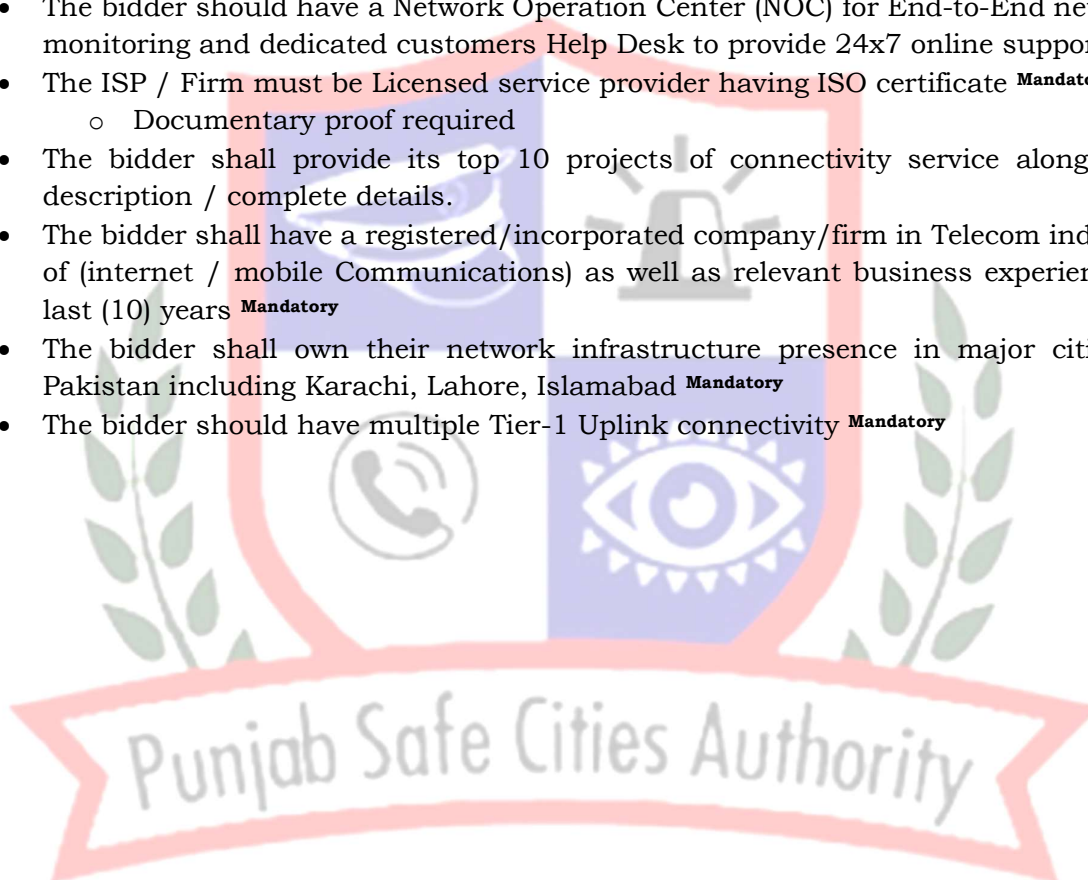 • The bidder should have a Network Operation Center (NOC) for End-to-End
monitoring and dedicated customers Help Desk to provide 24x7 online
• The ISP / Firm must be Licensed service provider having ISO certificate
o Documentary proof required
• The bidder shall provide its top 10 projects of connectivity service
description / complete details.
• The bidder shall have a registered/incorporated company/firm in Telecom
of (internet / mobile Communications) as well as relevant business
last (10) years Mandatory
• The bidder shall own their network infrastructure presence in major
Pakistan including Karachi, Lahore, Islamabad Mandatory
• The bidder should have multiple Tier-1 Uplink connectivity Mandatory
Punjab Safe Cities Authority